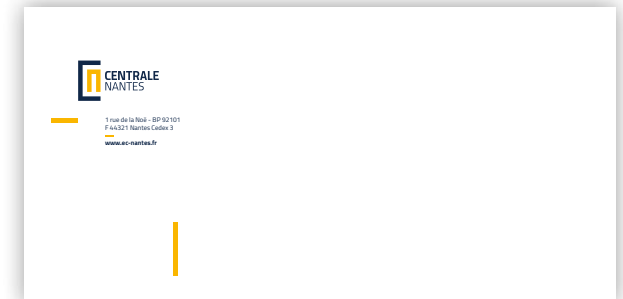 CENTRALE
NANTES
1 rue de la Noë - BP 92101
F 44321 Nantes Cedex 3
www.ec-nantes.fr